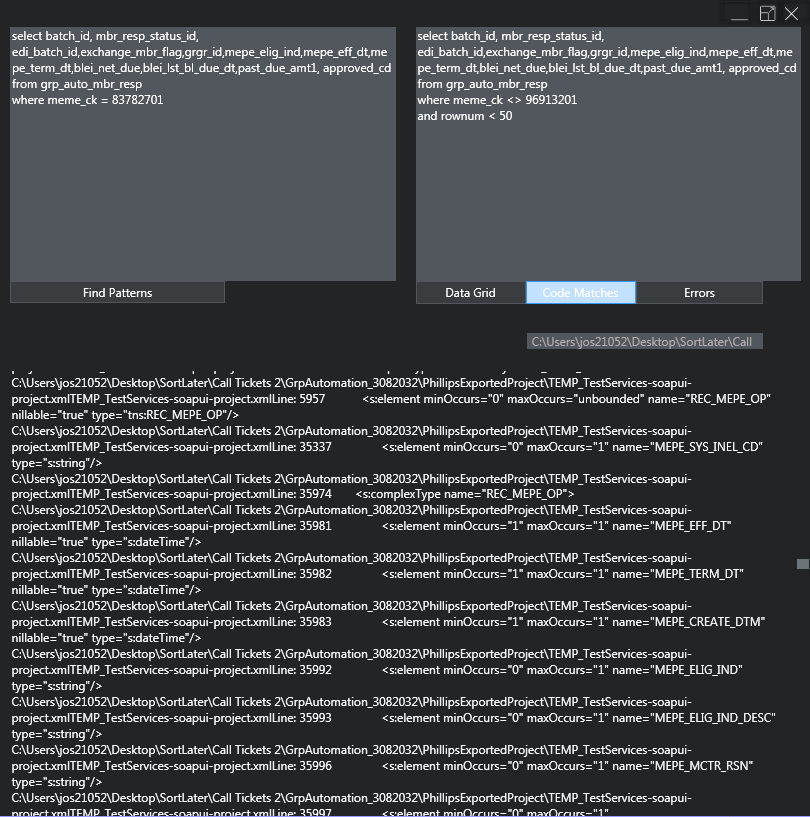 select batch_id, mbr_resp_status_id,
edi_batch_id,exchange_mbr_flag,grgr_id,mepe_elig_ind,mepe_eff_dt,me
pe_term_dt,blei_net_due,blei_lst_bl_due_dt,past_due_amt1, approved_cd
from grp_auto_mbr_resp
where meme_ck = 83782701
select batch_id, mbr_resp_status_id,
edi_batch_id,exchange_mbr_flag,grgr_id,mepe_elig_ind,mepe_eff_dt,me
pe_term_dt,blei_net_due,blei_lst_bl_due_dt,past_due_amt1, approved_cd
from grp_auto_mbr_resp
where meme_ck <> 96913201
and rownum < 50
Find Patterns
Data Grid
Code Matches
Errors
C:\Users\jos21052\Desktop\SortLater\Call
C:\Users\jos21052\Desktop\SortLater\Call Tickets 2\GrpAutomation_3082032\PhillipsExportedProject\TEMP_TestServices-soapui-
project.xmlTEMP_TestServices-soapui-project.xmlLine: 5957 <s:element minOccurs="0" maxOccurs="unbounded" name="REC_MEPE_OP"
nillable="true" type="tns:REC_MEPE_OP"/>
C:\Users\jos21052\Desktop\SortLater\Call Tickets 2\GrpAutomation_3082032\PhillipsExportedProject\TEMP_TestServices-soapui-
project.xmlTEMP_TestServices-soapui-project.xmlLine: 35337 <s:element minOccurs="0" maxOccurs="1" name="MEPE_SYS_INEL_CD"
type="s:string"/>
C:\Users\jos21052\Desktop\SortLater\Call Tickets 2\GrpAutomation_3082032\PhillipsExportedProject\TEMP_TestServices-soapui-
project.xmlTEMP_TestServices-soapui-project.xmlLine: 35974 <s:complexType name="REC_MEPE_OP">
C:\Users\jos21052\Desktop\SortLater\Call Tickets 2\GrpAutomation_3082032\PhillipsExportedProject\TEMP_TestServices-soapui-
project.xmlTEMP_TestServices-soapui-project.xmlLine: 35981 <s:element minOccurs="1" maxOccurs="1" name="MEPE_EFF_DT"
nillable="true" type="s:dateTime"/>
C:\Users\jos21052\Desktop\SortLater\Call Tickets 2\GrpAutomation_3082032\PhillipsExportedProject\TEMP_TestServices-soapui-
project.xmlTEMP_TestServices-soapui-project.xmlLine: 35982 <s:element minOccurs="1" maxOccurs="1" name="MEPE_TERM_DT"
nillable="true" type="s:dateTime"/>
C:\Users\jos21052\Desktop\SortLater\Call Tickets 2\GrpAutomation_3082032\PhillipsExportedProject\TEMP_TestServices-soapui-
project.xmlTEMP_TestServices-soapui-project.xmlLine: 35983 <s:element minOccurs="1" maxOccurs="1" name="MEPE_CREATE_DTM"
nillable="true" type="s:dateTime"/>
C:\Users\jos21052\Desktop\SortLater\Call Tickets 2\GrpAutomation_3082032\PhillipsExportedProject\TEMP_TestServices-soapui-
project.xmlTEMP_TestServices-soapui-project.xmlLine: 35992 <s:element minOccurs="0" maxOccurs="1" name="MEPE_ELIG_IND"
type="s:string"/>
C:\Users\jos21052\Desktop\SortLater\Call Tickets 2\GrpAutomation_3082032\PhillipsExportedProject\TEMP_TestServices-soapui-
project.xmlTEMP_TestServices-soapui-project.xmlLine: 35993 <s:element minOccurs="0" maxOccurs="1" name="MEPE_ELIG_IND_DESC"
type="s:string"/>
C:\Users\jos21052\Desktop\SortLater\Call Tickets 2\GrpAutomation_3082032\PhillipsExportedProject\TEMP_TestServices-soapui-
project.xmlTEMP_TestServices-soapui-project.xmlLine: 35996 <s:element minOccurs="0" maxOccurs="1" name="MEPE_MCTR_RSN"
type="s:string"/>
C:\Users\jos21052\Desktop\SortLater\Call Tickets 2\GrpAutomation_3082032\PhillipsExportedProject\TEMP_TestServices-soapui-
project.xmlTEMP_TestServices-soapui-project.xmlLine: 35997 <s:element minOccurs="0" maxOccurs="1"